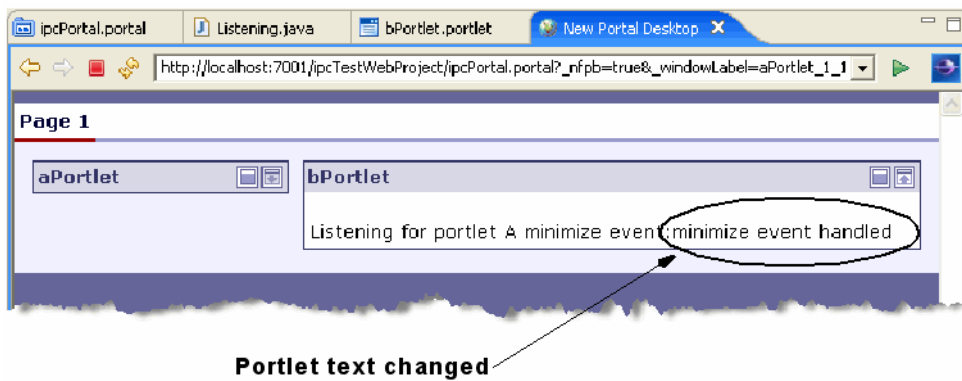 ipcPortal.portal
Listening.java
bPortlet.portlet
New Portal Desktop
http://localhost:7001/ipcTestWebProject/ipcPortal.portal?_nfpb=true&_windowLabel=aPortlet_1_1
Page 1
aPortlet
bPortlet
Listening for portlet A minimize event:minimize event handled
Portlet text changed